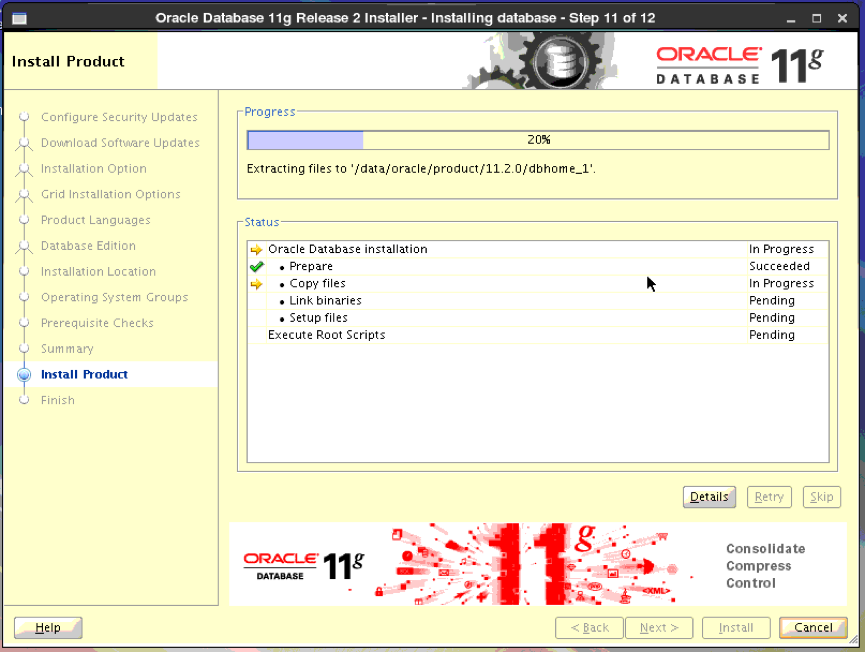 Oracle Database 11g Release 2 Installer - Installing database - Step 11 of 12
Install Product
ORACLE
DATABASE 11g
Configure Security Updates
Download Software Updates
Installation Option
Grid Installation Options
Product Languages
Database Edition
Installation Location
Operating System Groups
Prerequisite Checks
Summary
Install Product
Finish
Progress
20%
Extracting files to '/data/oracle/product/11.2.0/dbhome_1'.
Status
Oracle Database installation In Progress
• Prepare Succeeded
• Copy files In Progress
• Link binaries Pending
• Setup files Pending
Execute Root Scripts Pending
Details Retry Skip
ORACLE
DATABASE 11g
11g
<XML>
Consolidate
Compress
Control
Help < Back Next > Install Cancel